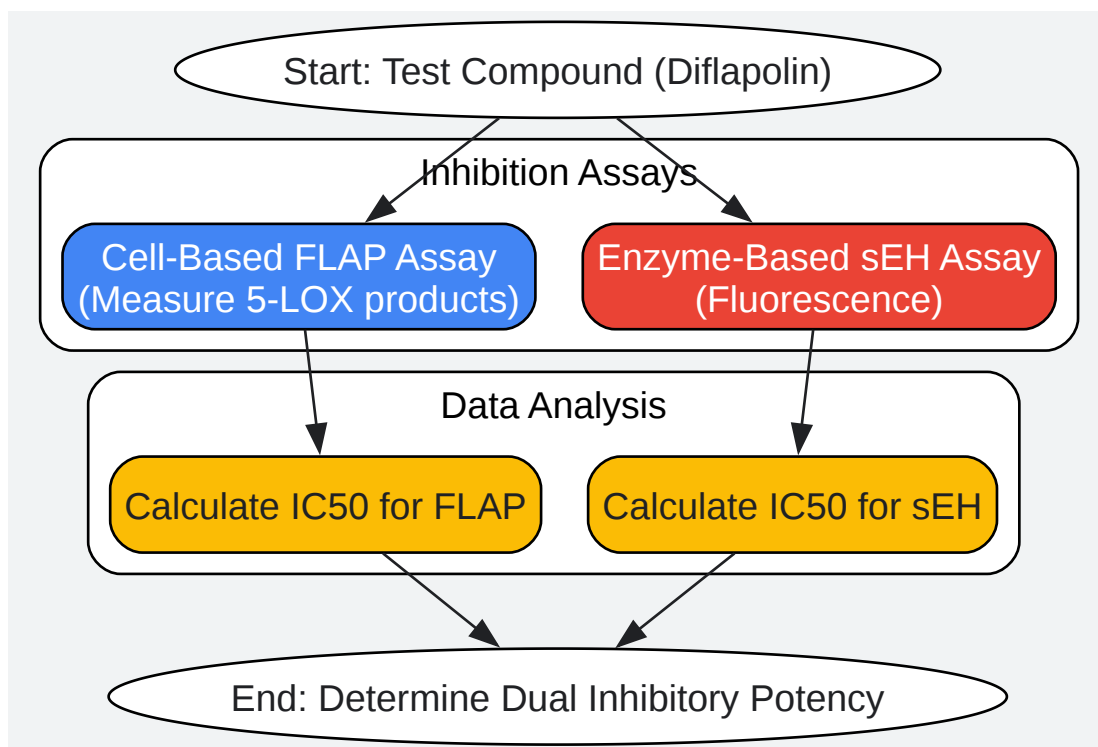 Start: Test Compound (Diflapolin)
Inhibition Assays
Cell-Based FLAP Assay
(Measure 5-LOX products)
Enzyme-Based sEH Assay
(Fluorescence)
Data Analysis
Calculate IC50 for FLAP
Calculate IC50 for sEH
End: Determine Dual Inhibitory Potency